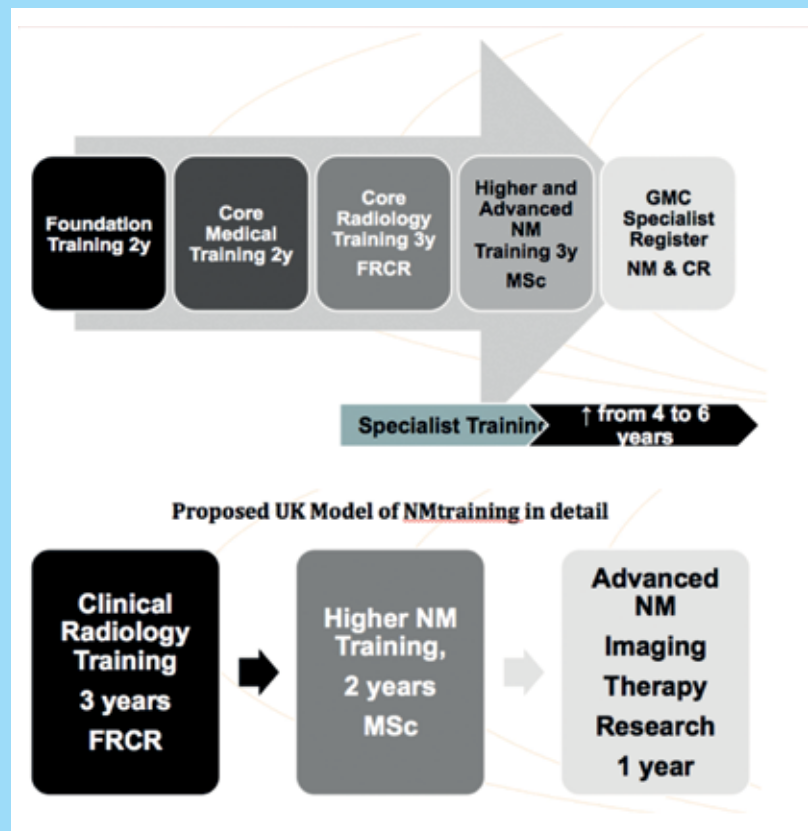 Foundation
Training 2y
Core
Medical
Training 2y
Core
Radiology
Training 3y
FRCR
Higher and
Advanced
NM
Training 3y
MSc
GMC
Specialist
Register
NM & CR
Specialist Training
↑ from 4 to 6
years
Proposed UK Model of NMtraining in detail
Clinical
Radiology
Training
3 years
FRCR
Higher NM
Training,
2 years
MSc
Advanced
NM
Imaging
Therapy
Research
1 year